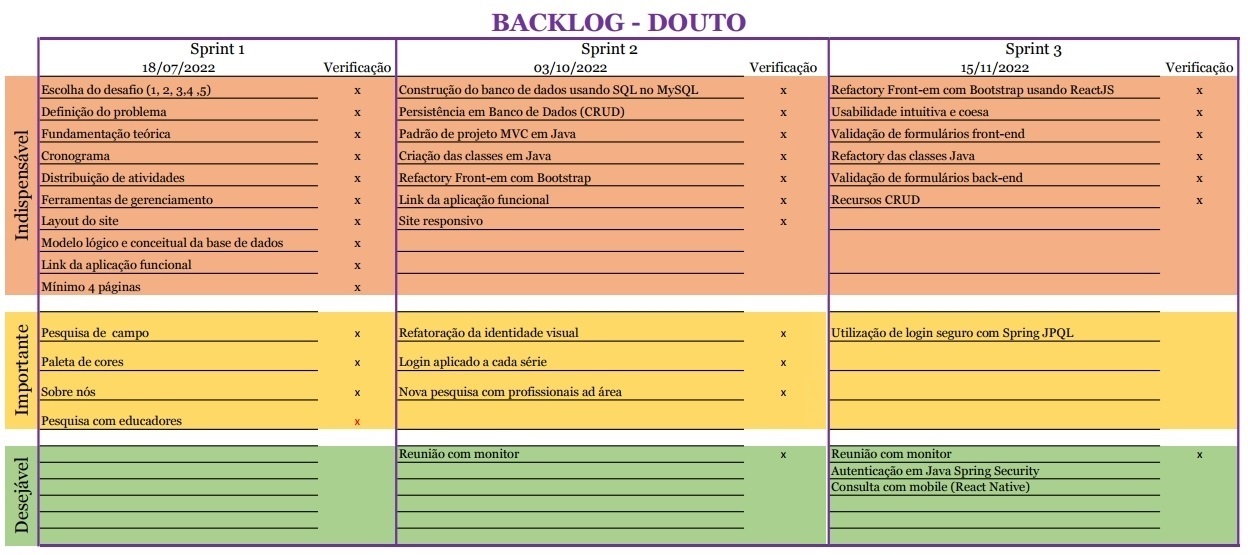 BACKLOG - DOUTO
Sprint 1 Sprint 2 Sprint 3
18/07/2022 Verificação 03/10/2022 Verificação 15/11/2022 Verificação
Indispensável
Escolha do desafio (1, 2, 3,4 ,5) x Construção do banco de dados usando SQL no MySQL x Refactory Front-em com Bootstrap usando ReactJS x
Definição do problema x Persistência em Banco de Dados (CRUD) x Usabilidade intuitiva e coesa x
Fundamentação teórica x Padrão de projeto MVC em Java x Validação de formulários front-end x
Cronograma x Criação das classes em Java x Refactory das classes Java x
Distribuição de atividades x Refactory Front-em com Bootstrap x Validação de formulários back-end x
Ferramentas de gerenciamento x Link da aplicação funcional x Recursos CRUD x
Layout do site x Site responsivo x
Modelo lógico e conceitual da base de dados x
Link da aplicação funcional x
Mínimo 4 páginas x
Importante
Pesquisa de  campo x Refatoração da identidade visual x Utilização de login seguro com Spring JPQL
Paleta de cores x Login aplicado a cada série x
Sobre nós x Nova pesquisa com profissionais ad área x
Pesquisa com educadores x
Desejável
Reunião com monitor x Reunião com monitor x
Autenticação em Java Spring Security
Consulta com mobile (React Native)